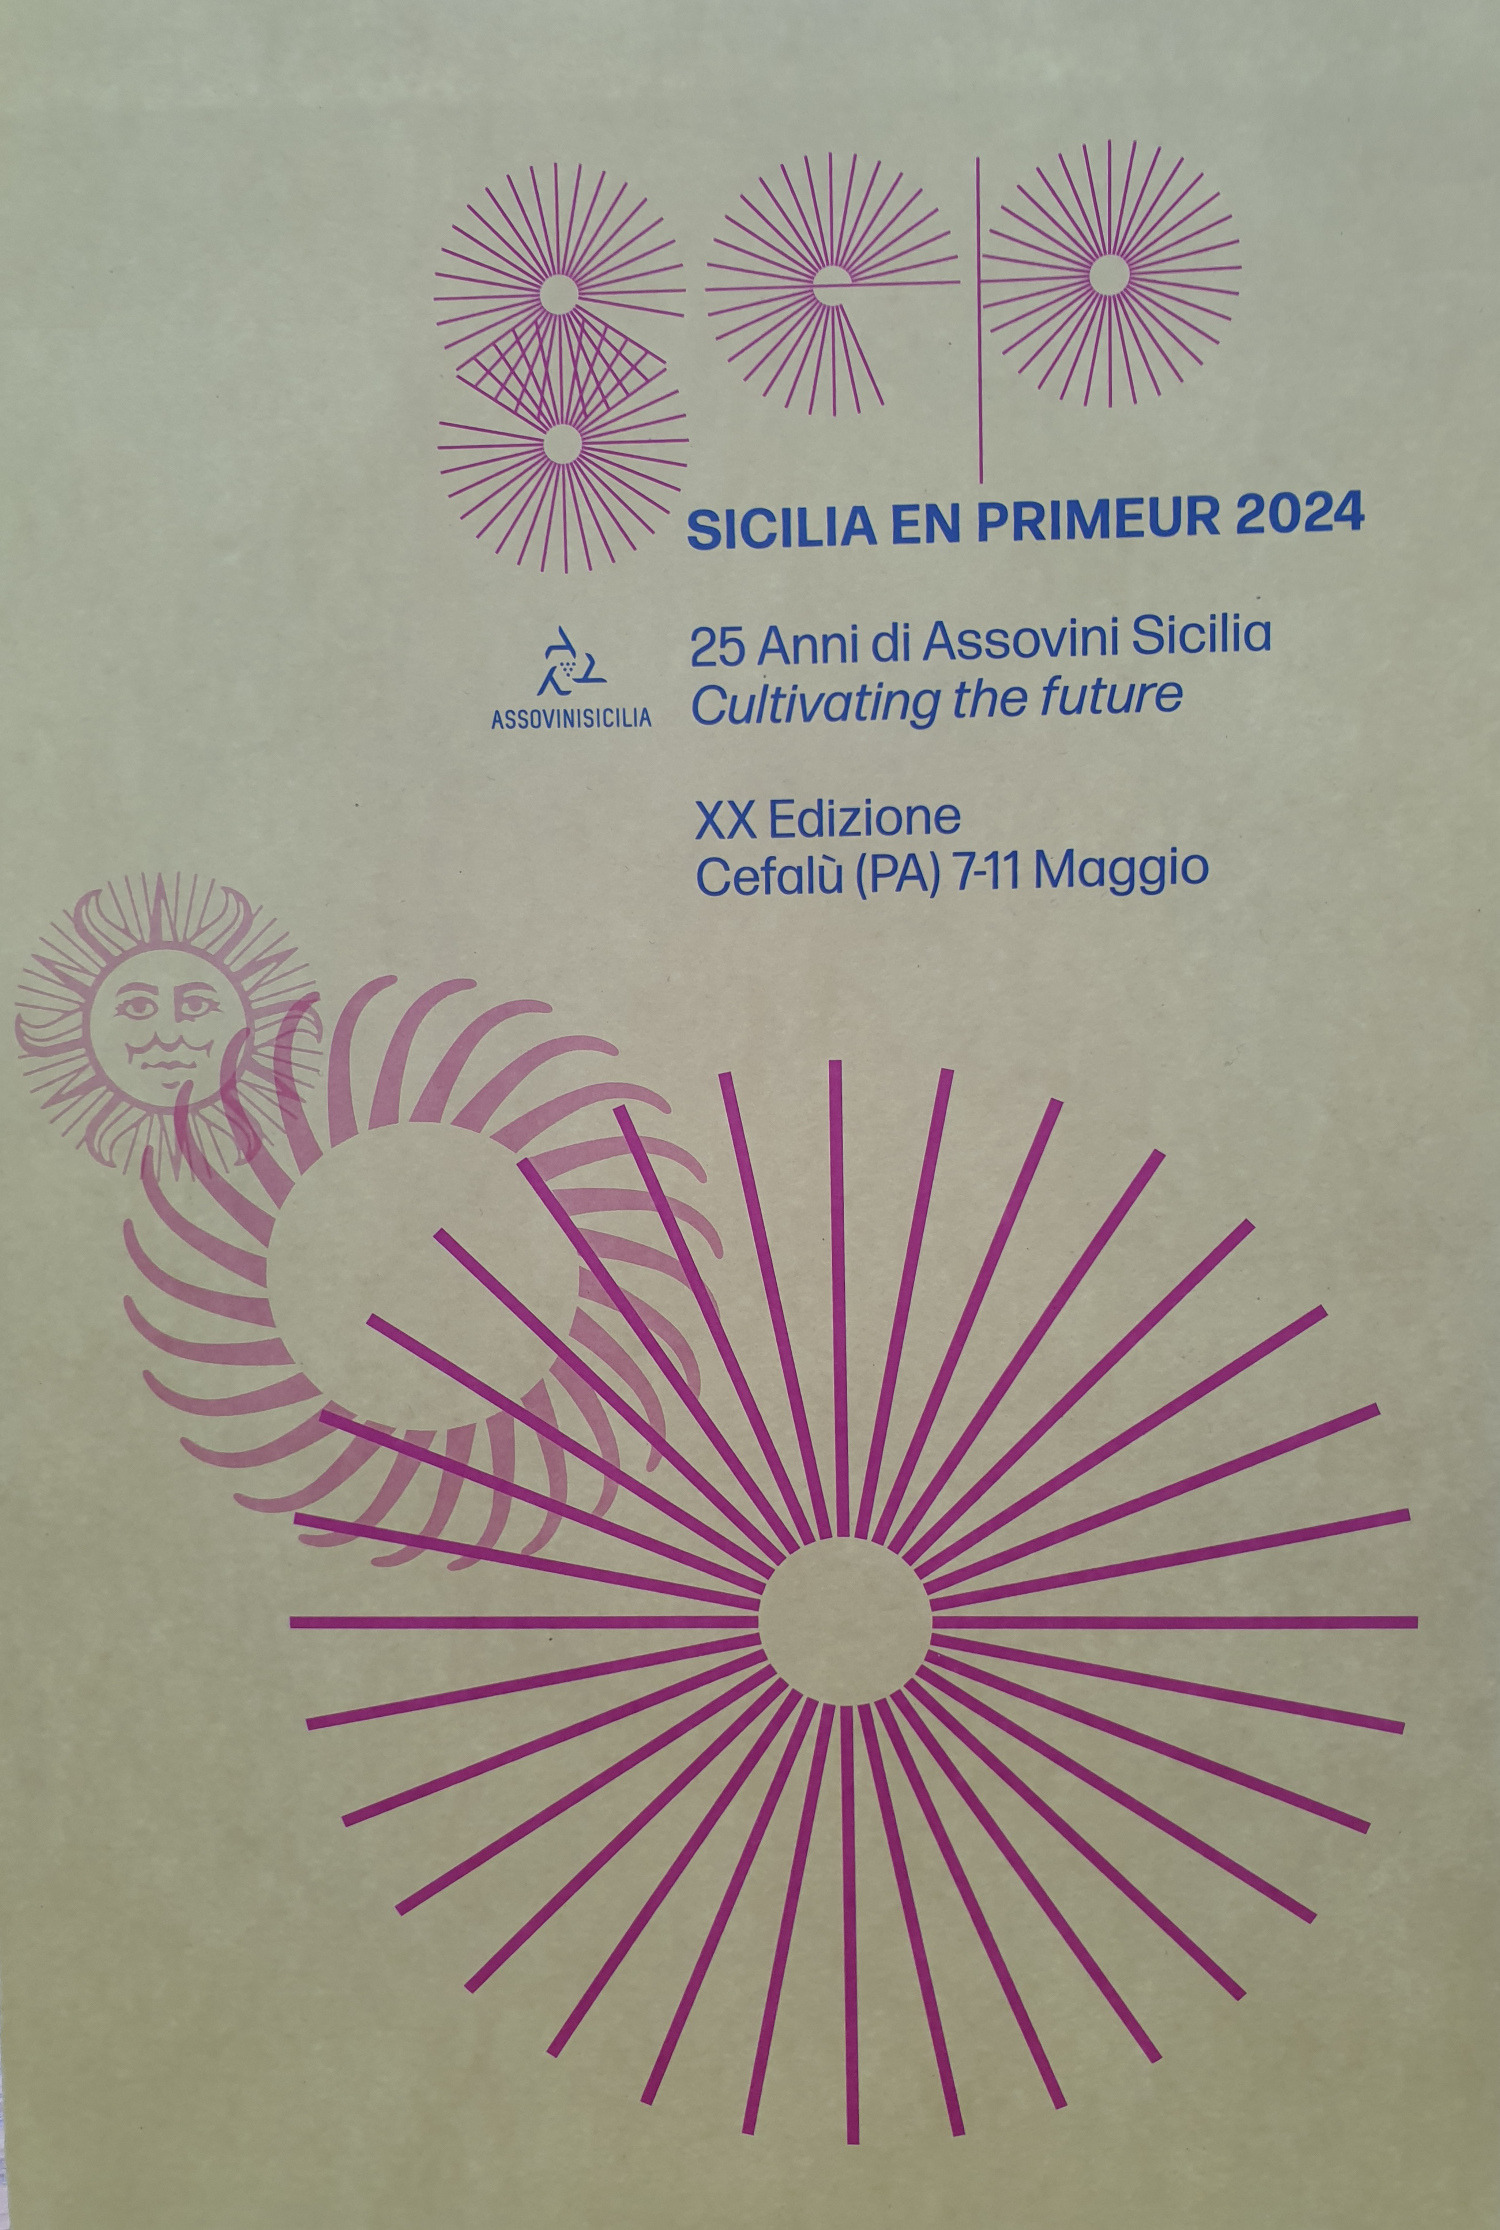 SeP
SICILIA EN PRIMEUR 2024
25 Anni di Assovini Sicilia
Cultivating the future
ASSOVINISICILIA
XX Edizione
Cefalù (PA) 7-11 Maggio